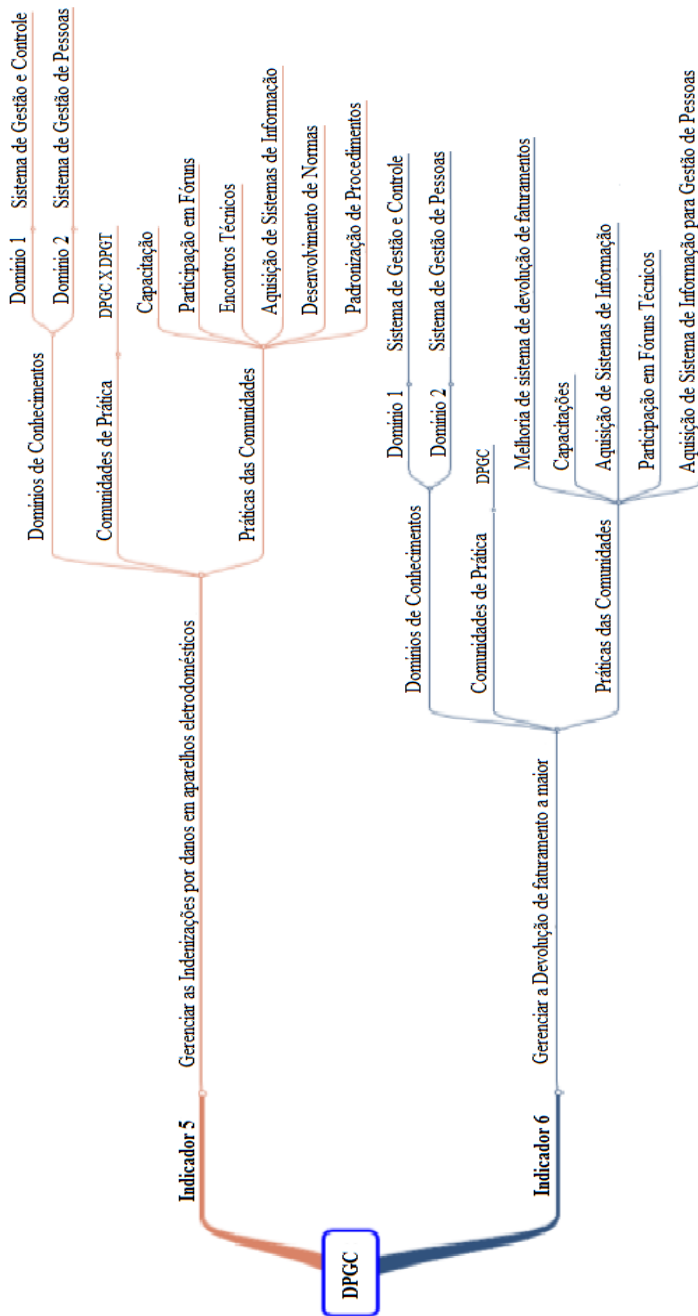 DPGC
Indicador 5
Gerenciar as Indenizações por danos em aparelhos eletrodomésticos
Domínios de Conhecimentos
Domínio 1
Sistema de Gestão e Controle
Domínio 2
Sistema de Gestão de Pessoas
Comunidades de Prática
DPGC X DPGT
Práticas das Comunidades
Capacitação
Participação em Fóruns
Encontros Técnicos
Aquisição de Sistemas de Informação
Desenvolvimento de Normas
Padronização de Procedimentos
Indicador 6
Gerenciar a Devolução de faturamento a maior
Domínios de Conhecimentos
Domínio 1
Sistema de Gestão e Controle
Domínio 2
Sistema de Gestão de Pessoas
Comunidades de Prática
DPGC
Práticas das Comunidades
Melhoria de sistema de devolução de faturamentos
Capacitações
Aquisição de Sistemas de Informação
Participação em Fóruns Técnicos
Aquisição de Sistema de Informação para Gestão de Pessoas